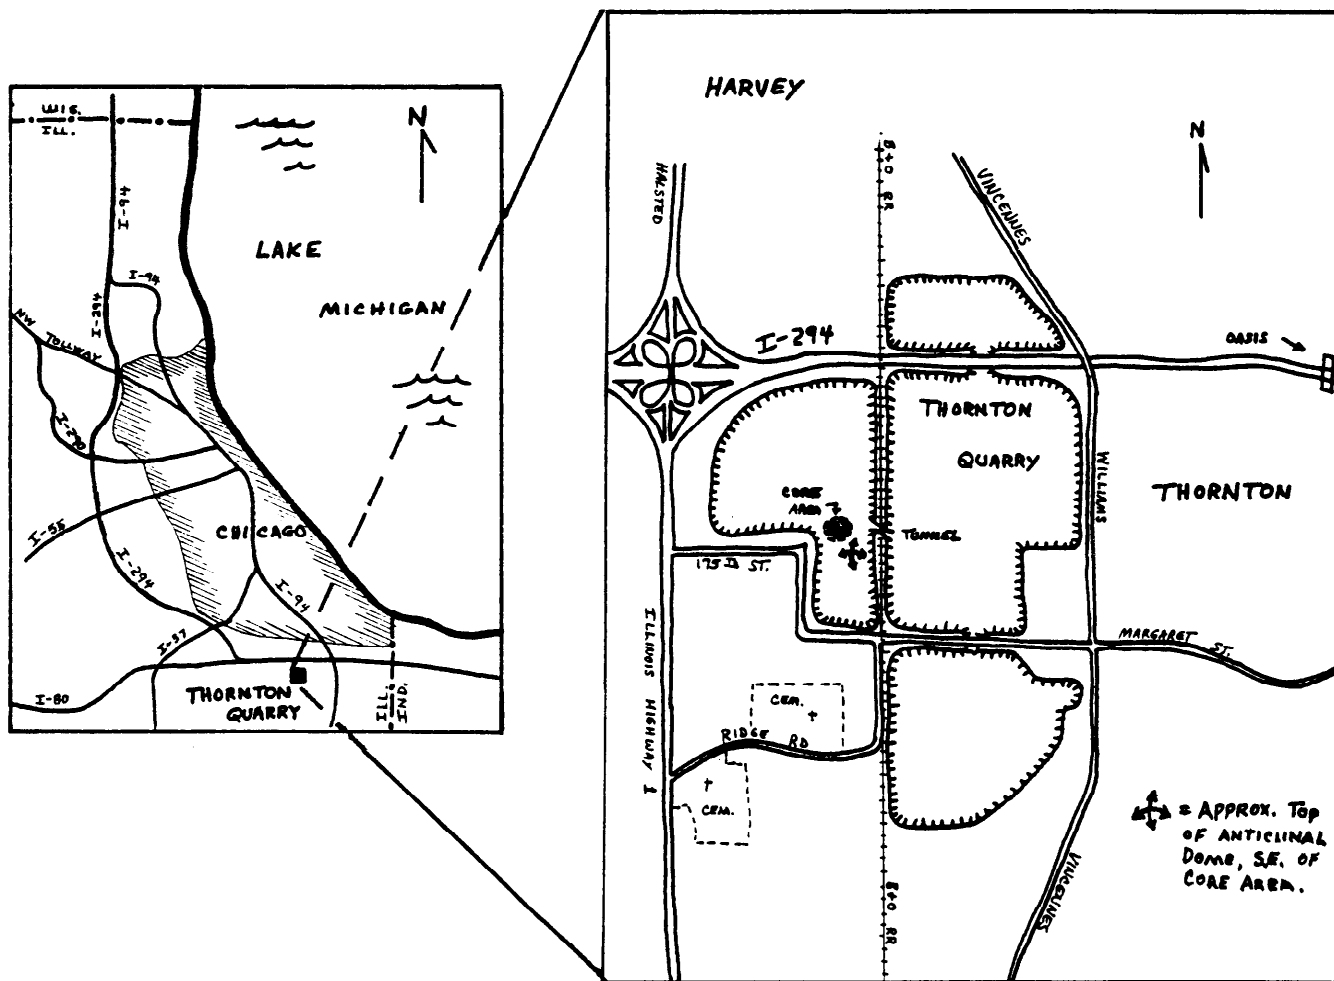 WIS.
ILL.
N
I-94
LAKE
I-94
MICHIGAN
I-294
NW TOLLWAY
I-290
I-55
CHICAGO
I-294
I-94
I-57
I-80
THORNTON
QUARRY
ILL.
IND.
HARVEY
N
HALSTED
B+O RR
VINCENNES
I-294
OASIS
THORNTON
QUARRY
WILLIAMS
THORNTON
CORE
AREA
TUNNEL
175 TH ST.
MARGARET ST.
ILLINOIS HIGHWAY 1
CEM.
RIDGE RD
CEM.
B+O RR
VINCENNES
= APPROX. TOP
OF ANTICLINAL
DOME, S.E. OF
CORE AREA.